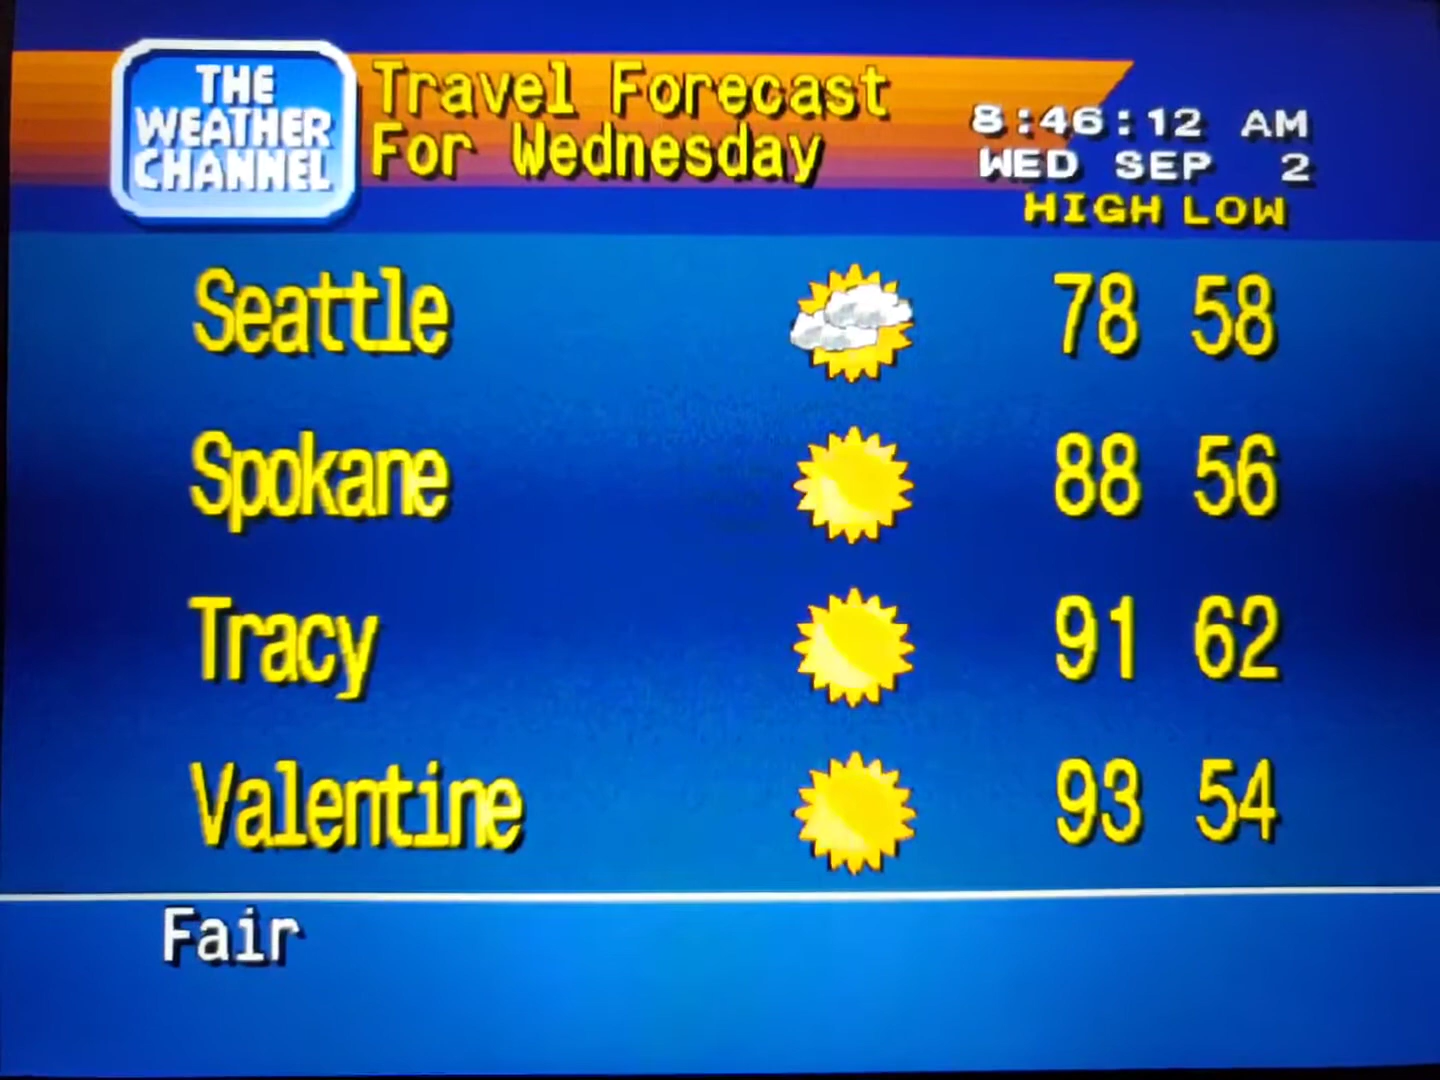 THE
WEATHER
CHANNEL
Travel Forecast
For Wednesday
8:46:12 AM
WED SEP 2
HIGH LOW
Seattle 78 58
Spokane 88 56
Tracy 91 62
Valentine 93 54
Fair